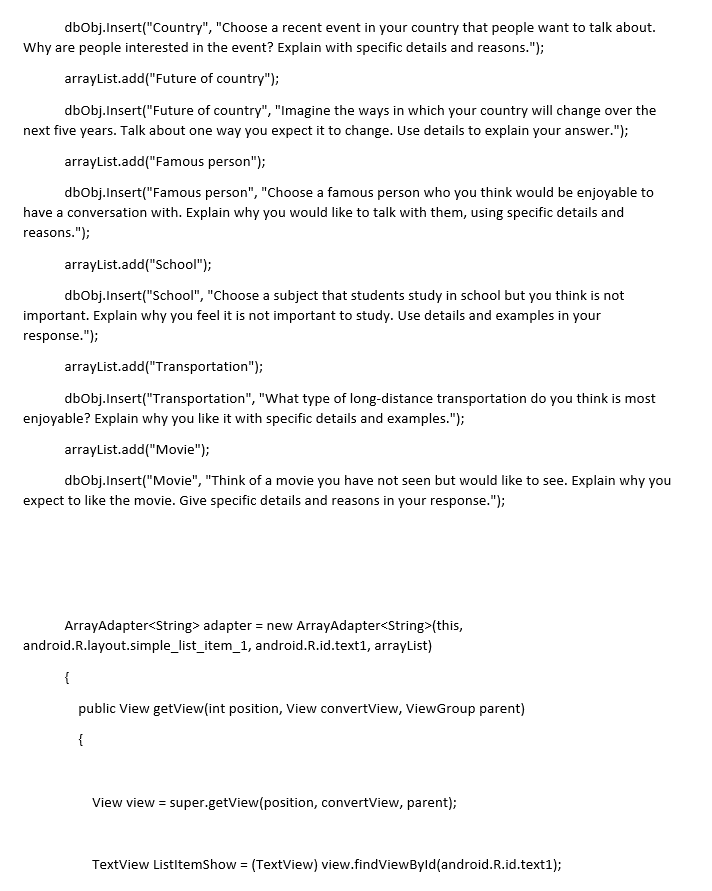 dbObj.Insert("Country", "Choose a recent event in your country that people want to talk about.
Why are people interested in the event? Explain with specific details and reasons.");
arrayList.add("Future of country");
dbObj.Insert("Future of country", "Imagine the ways in which your country will change over the
next five years. Talk about one way you expect it to change. Use details to explain your answer.");
arrayList.add("Famous person");
dbObj.Insert("Famous person", "Choose a famous person who you think would be enjoyable to
have a conversation with. Explain why you would like to talk with them, using specific details and
reasons.");
arrayList.add("School");
dbObj.Insert("School", "Choose a subject that students study in school but you think is not
important. Explain why you feel it is not important to study. Use details and examples in your
response.");
arrayList.add("Transportation");
dbObj.Insert("Transportation", "What type of long-distance transportation do you think is most
enjoyable? Explain why you like it with specific details and examples.");
arrayList.add("Movie");
dbObj.Insert("Movie", "Think of a movie you have not seen but would like to see. Explain why you
expect to like the movie. Give specific details and reasons in your response.");
ArrayAdapter<String> adapter = new ArrayAdapter<String>(this,
android.R.layout.simple_list_item_1, android.R.id.text1, arrayList)
{
public View getView(int position, View convertView, ViewGroup parent)
{
View view = super.getView(position, convertView, parent);
TextView ListItemShow = (TextView) view.findViewById(android.R.id.text1);